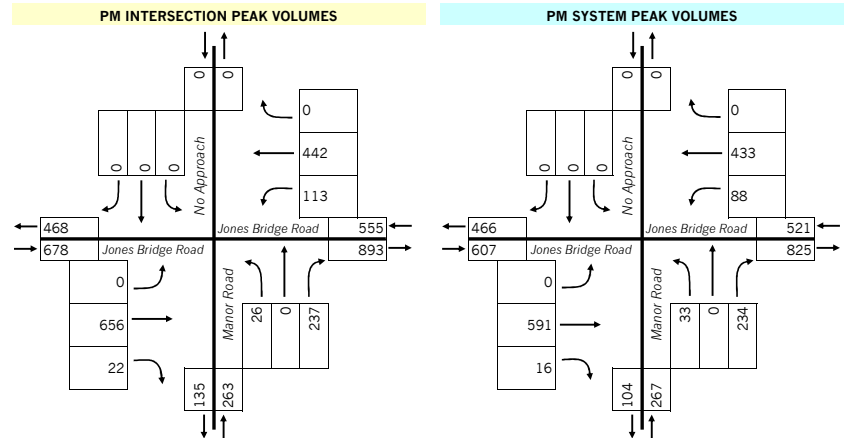 PM INTERSECTION PEAK VOLUMES
0 0
0
442
113
0 0 0
No Approach
468
678
Jones Bridge Road
Jones Bridge Road
555
893
0
656
22
Manor Road
26 0 237
135 263
PM SYSTEM PEAK VOLUMES
0 0
0
433
88
0 0 0
No Approach
466
607
Jones Bridge Road
Jones Bridge Road
521
825
0
591
16
Manor Road
33 0 234
104 267